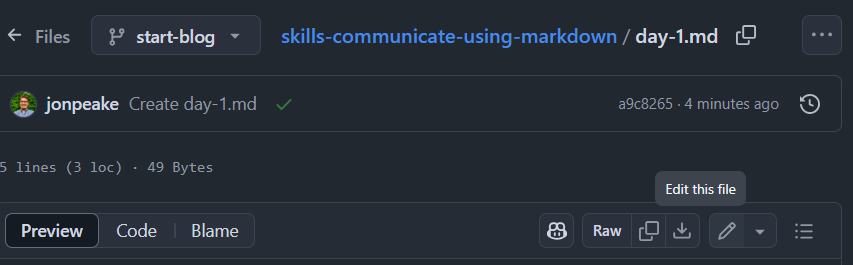 Files start-blog skills-communicate-using-markdown / day-1.md
jonpeake Create day-1.md a9c8265 · 4 minutes ago
5 lines (3 loc) · 49 Bytes
Edit this file
Preview Code Blame Raw